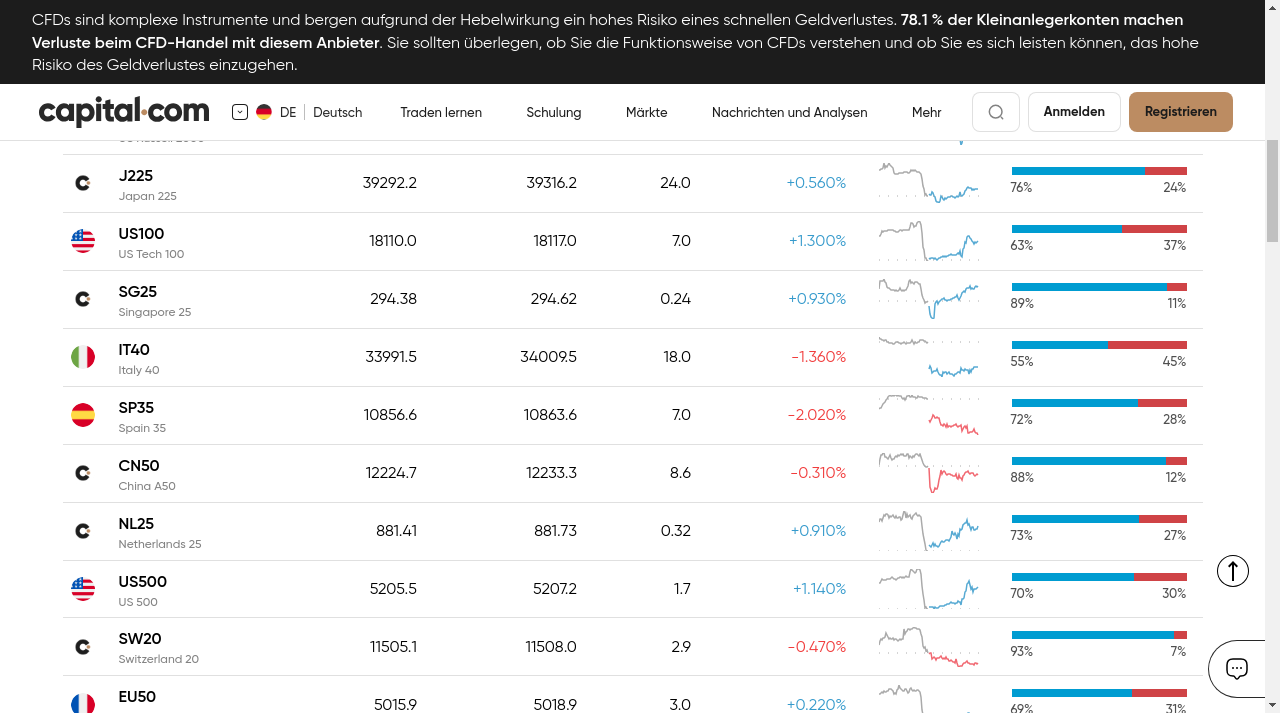 CFDs sind komplexe Instrumente und bergen aufgrund der Hebelwirkung ein hohes Risiko eines schnellen Geldverlustes. 78.1 % der Kleinanlegerkonten machen
Verluste beim CFD-Handel mit diesem Anbieter. Sie sollten überlegen, ob Sie die Funktionsweise von CFDs verstehen und ob Sie es sich leisten können, das hohe
Risiko des Geldverlustes einzugehen.
capital.com DE Deutsch Traden lernen Schulung Märkte Nachrichten und Analysen Mehr Anmelden Registrieren
J225 39292.2 39316.2 24.0 +0.560%
Japan 225 76% 24%
US100 18110.0 18117.0 7.0 +1.300%
US Tech 100 63% 37%
SG25 294.38 294.62 0.24 +0.930%
Singapore 25 89% 11%
IT40 33991.5 34009.5 18.0 -1.360%
Italy 40 55% 45%
SP35 10856.6 10863.6 7.0 -2.020%
Spain 35 72% 28%
CN50 12224.7 12233.3 8.6 -0.310%
China A50 88% 12%
NL25 881.41 881.73 0.32 +0.910%
Netherlands 25 73% 27%
US500 5205.5 5207.2 1.7 +1.140%
US 500 70% 30%
SW20 11505.1 11508.0 2.9 -0.470%
Switzerland 20 93% 7%
EU50 5015.9 5018.9 3.0 +0.220%
69% 31%